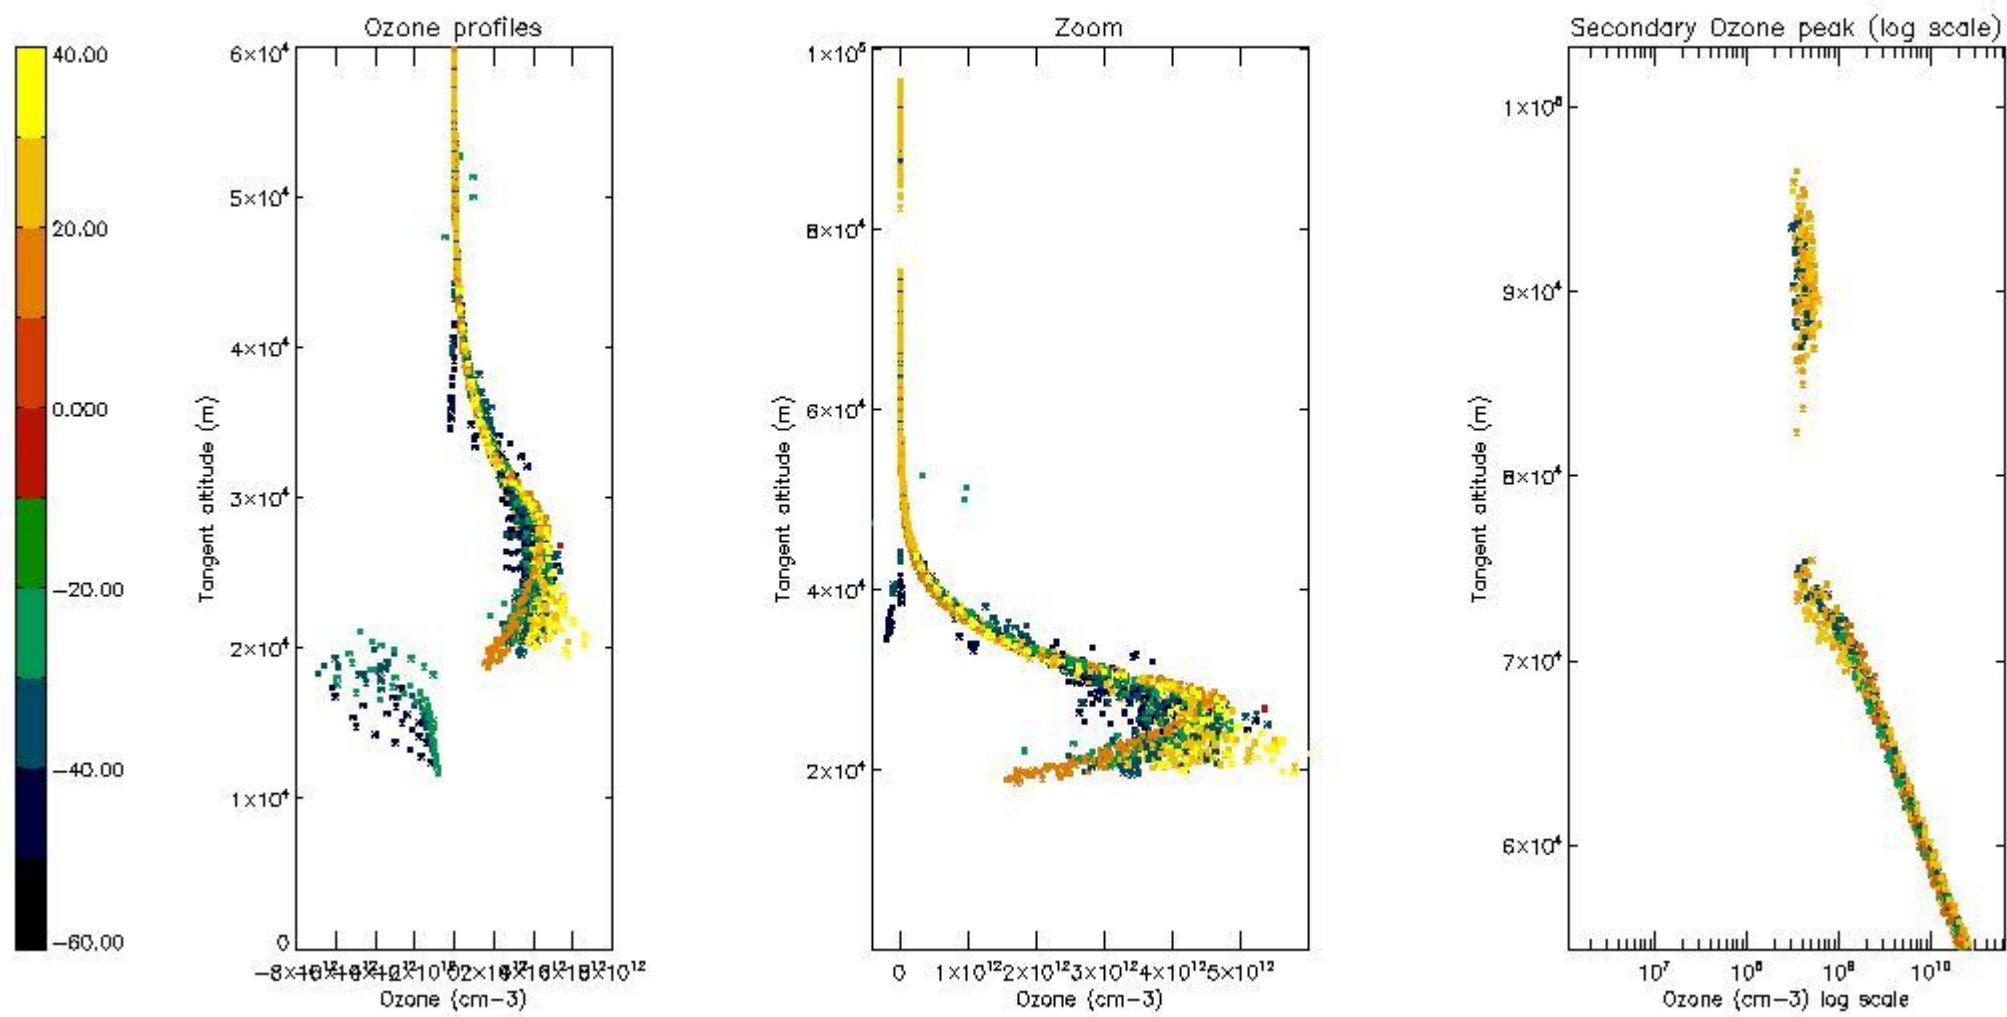 Ozone profiles
Zoom
Secondary Ozone peak (log scale)
40.00
20.00
0.000
−20.00
−40.00
−60.00
6×10⁴
5×10⁴
4×10⁴
3×10⁴
2×10⁴
1×10⁴
0
Tangent altitude (m)
Ozone (cm−3)
1×10⁵
8×10⁴
6×10⁴
4×10⁴
2×10⁴
Tangent altitude (m)
0 1×10¹² 2×10¹² 3×10¹² 4×10¹² 5×10¹²
Ozone (cm−3)
9×10⁴
8×10⁴
7×10⁴
6×10⁴
Tangent altitude (m)
10⁷ 10⁸ 10⁹ 10¹⁰
Ozone (cm−3) log scale